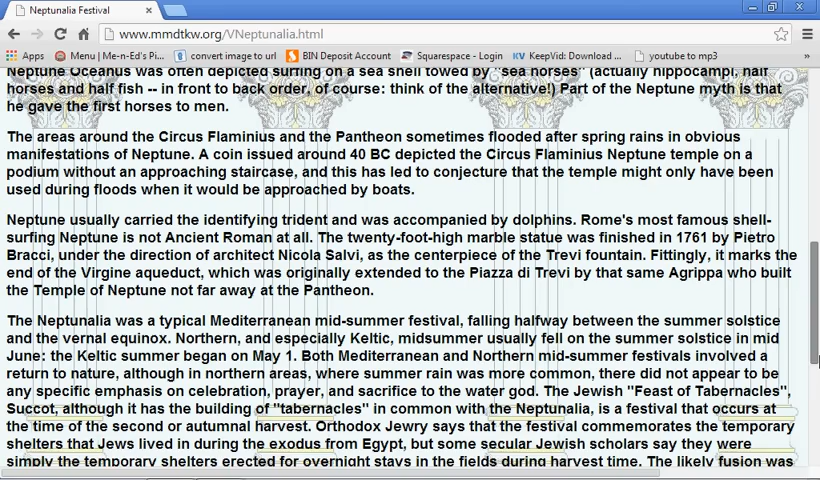 Neptunalia Festival
www.mmdtkw.org/VNeptunalia.html
Apps Menu | Me-n-Ed's Pi... convert image to url BIN Deposit Account Squarespace - Login KV KeepVid: Download ... youtube to mp3 »
Neptune Oceanus was often depicted surfing on a sea shell towed by "sea horses" (actually hippocampi, half
horses and half fish -- in front to back order, of course: think of the alternative!) Part of the Neptune myth is that
he gave the first horses to men.
The areas around the Circus Flaminius and the Pantheon sometimes flooded after spring rains in obvious
manifestations of Neptune. A coin issued around 40 BC depicted the Circus Flaminius Neptune temple on a
podium without an approaching staircase, and this has led to conjecture that the temple might only have been
used during floods when it would be approached by boats.
Neptune usually carried the identifying trident and was accompanied by dolphins. Rome's most famous shell-
surfing Neptune is not Ancient Roman at all. The twenty-foot-high marble statue was finished in 1761 by Pietro
Bracci, under the direction of architect Nicola Salvi, as the centerpiece of the Trevi fountain. Fittingly, it marks the
end of the Virgine aqueduct, which was originally extended to the Piazza di Trevi by that same Agrippa who built
the Temple of Neptune not far away at the Pantheon.
The Neptunalia was a typical Mediterranean mid-summer festival, falling halfway between the summer solstice
and the vernal equinox. Northern, and especially Keltic, midsummer usually fell on the summer solstice in mid
June: the Keltic summer began on May 1. Both Mediterranean and Northern mid-summer festivals involved a
return to nature, although in northern areas, where summer rain was more common, there did not appear to be
any specific emphasis on celebration, prayer, and sacrifice to the water god. The Jewish "Feast of Tabernacles",
Succot, although it has the building of "tabernacles" in common with the Neptunalia, is a festival that occurs at
the time of the second or autumnal harvest. Orthodox Jewry says that the festival commemorates the temporary
shelters that Jews lived in during the exodus from Egypt, but some secular Jewish scholars say they were
simply the temporary shelters erected for overnight stays in the fields during harvest time. The likely fusion was